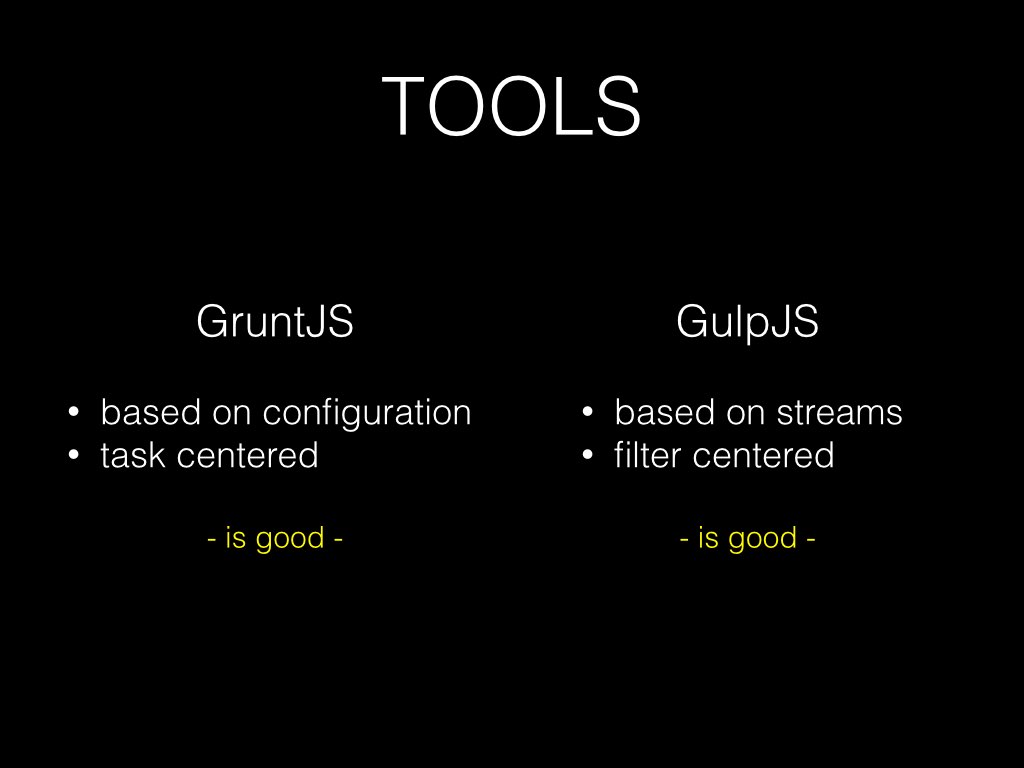 TOOLS
GruntJS
• based on configuration
• task centered
- is good -
GulpJS
• based on streams
• filter centered
- is good -